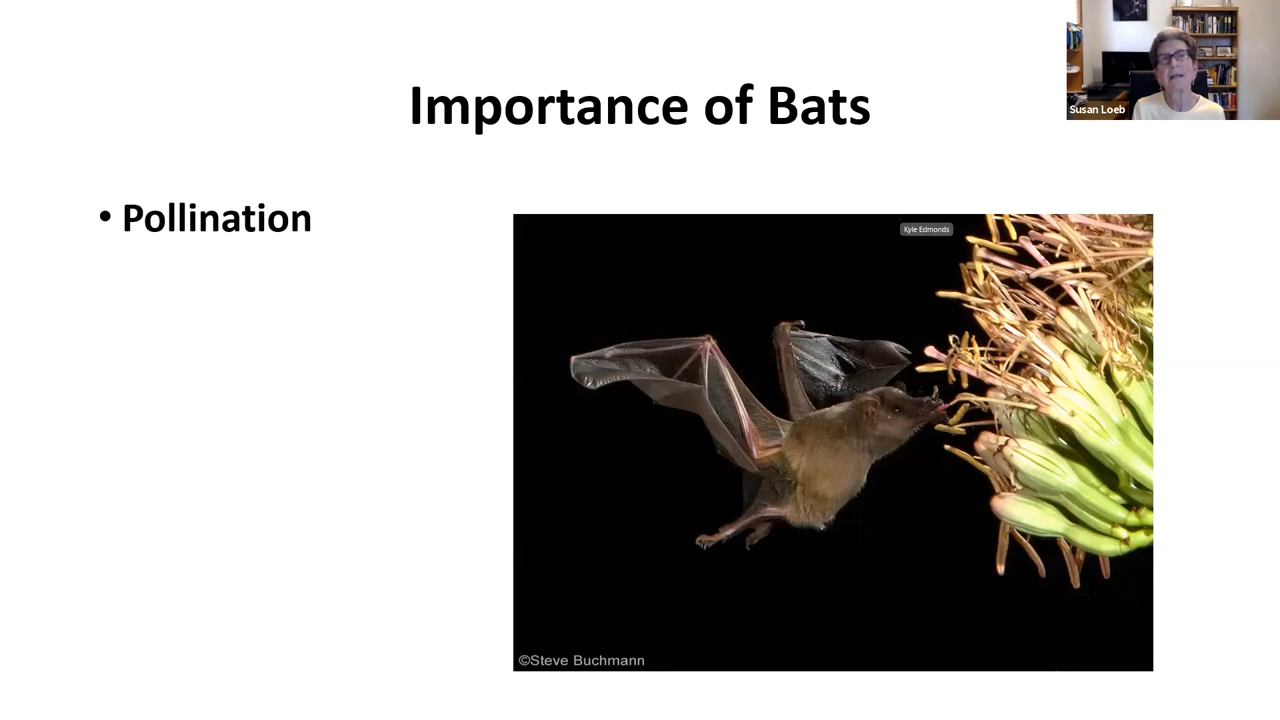 Importance of Bats
Susan Loeb
• Pollination
Kyle Edmonds
©Steve Buchmann